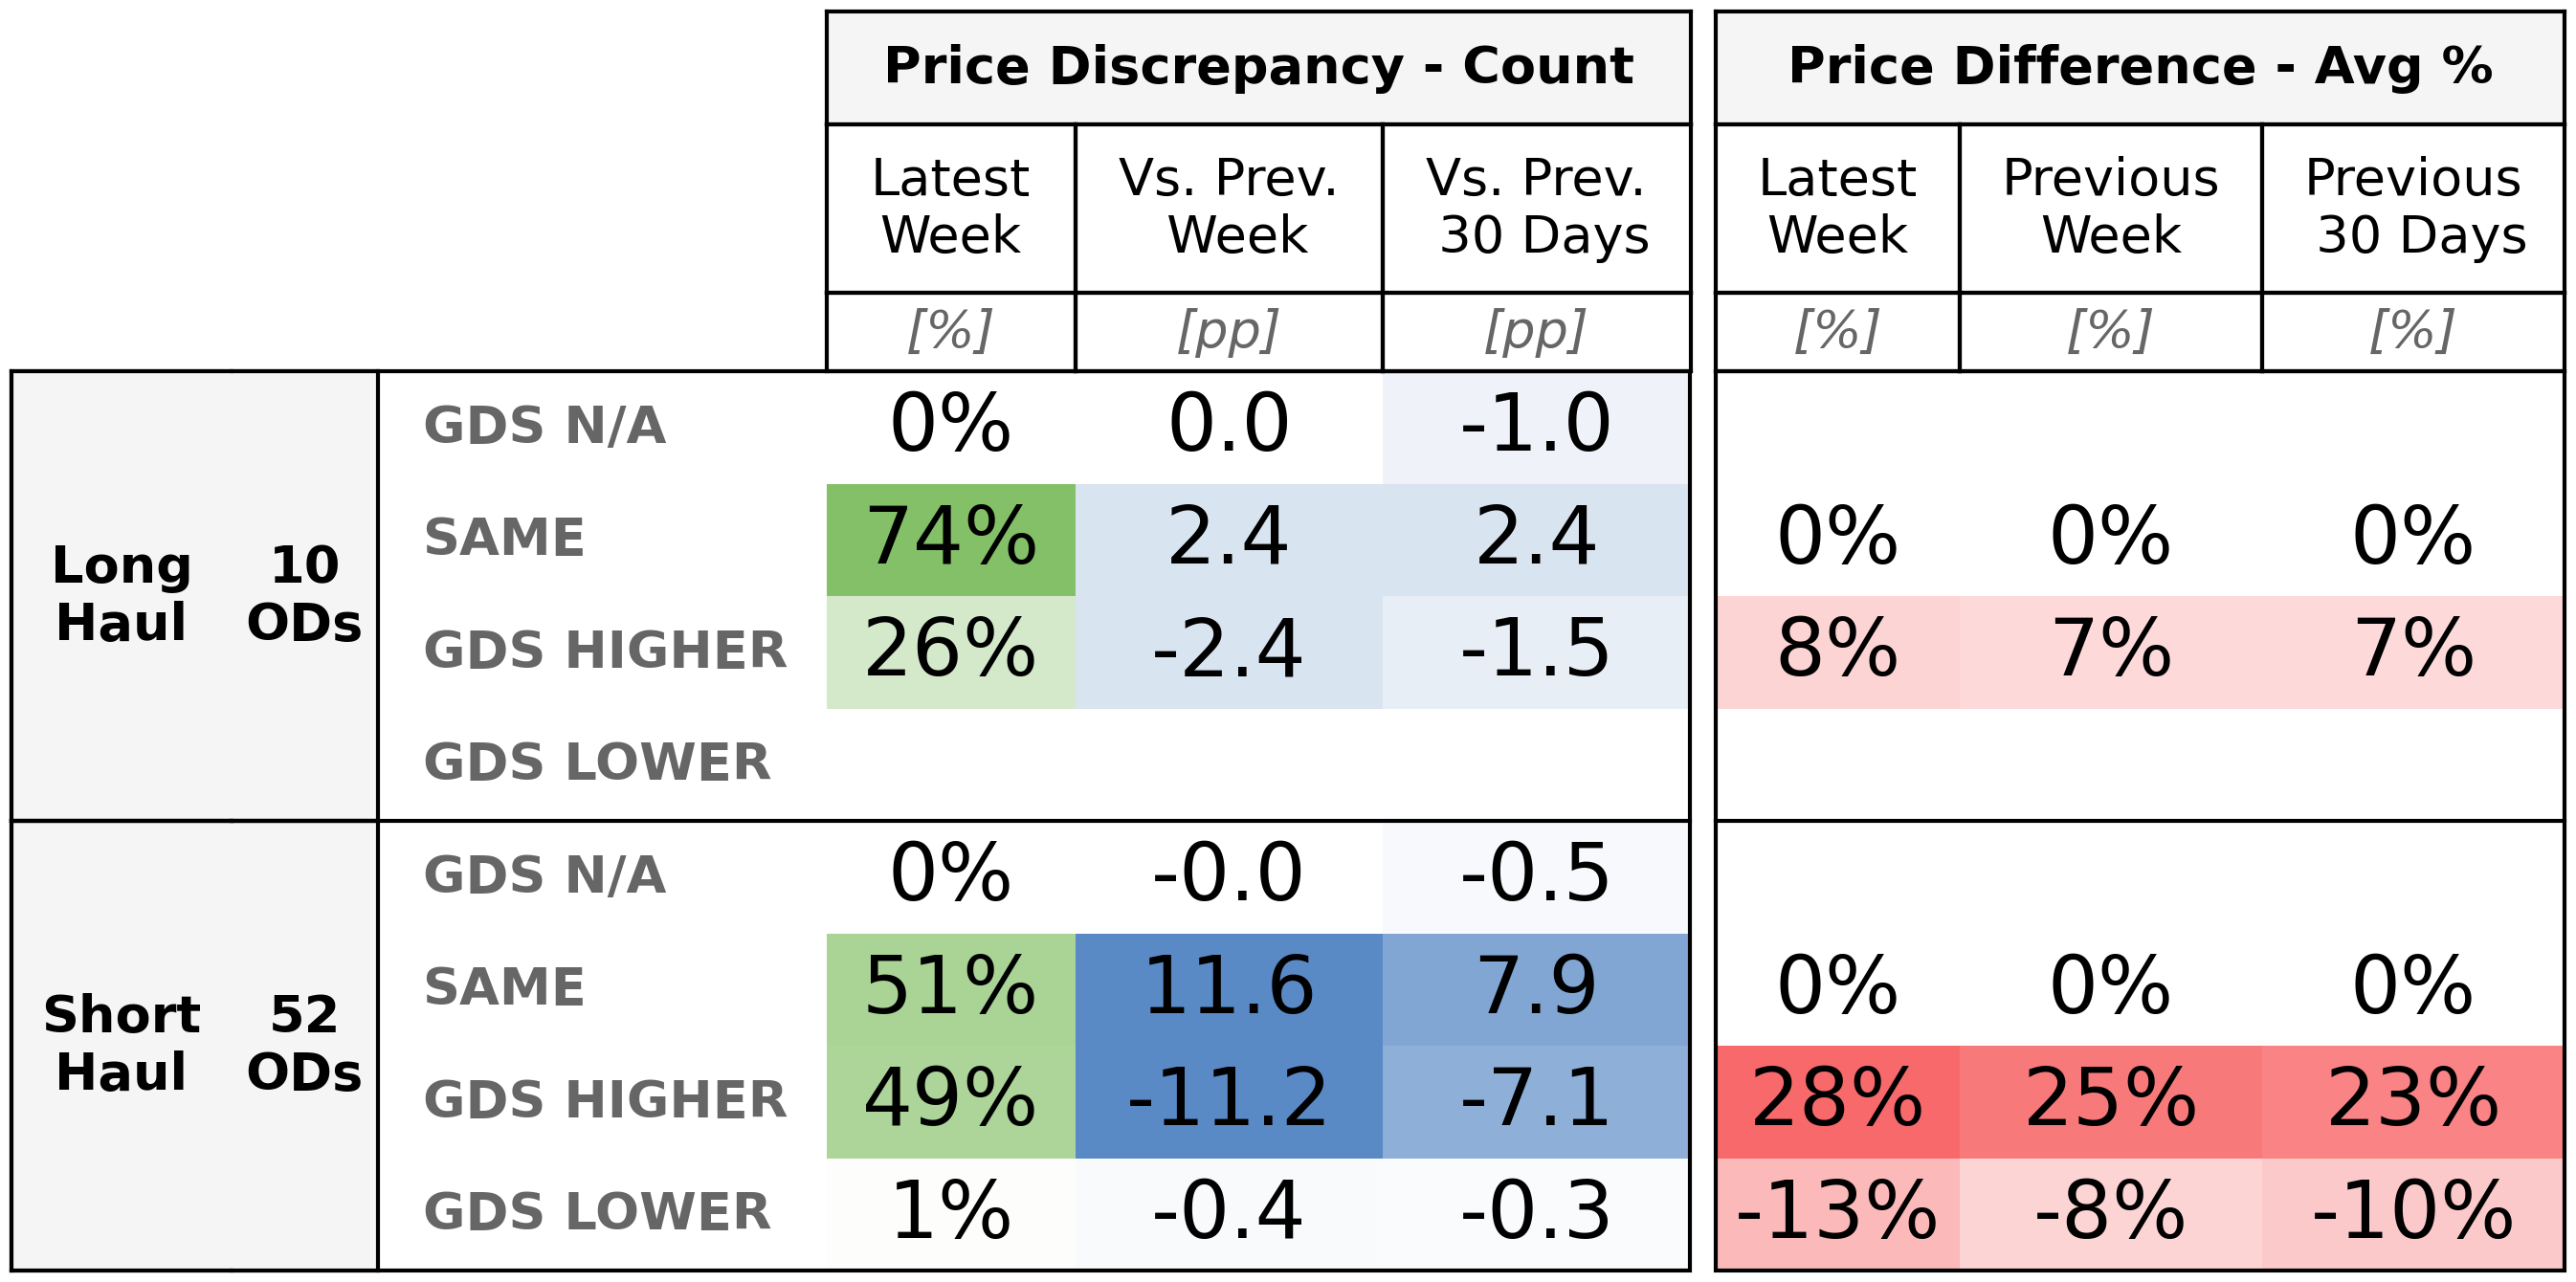 Price Discrepancy - Count Price Difference - Avg %
Latest Week Vs. Prev. Week Vs. Prev. 30 Days Latest Week Previous Week Previous 30 Days
[%] [pp] [pp] [%] [%] [%]
Long Haul 10 ODs
GDS N/A 0% 0.0 -1.0
SAME 74% 2.4 2.4 0% 0% 0%
GDS HIGHER 26% -2.4 -1.5 8% 7% 7%
GDS LOWER
Short Haul 52 ODs
GDS N/A 0% -0.0 -0.5
SAME 51% 11.6 7.9 0% 0% 0%
GDS HIGHER 49% -11.2 -7.1 28% 25% 23%
GDS LOWER 1% -0.4 -0.3 -13% -8% -10%